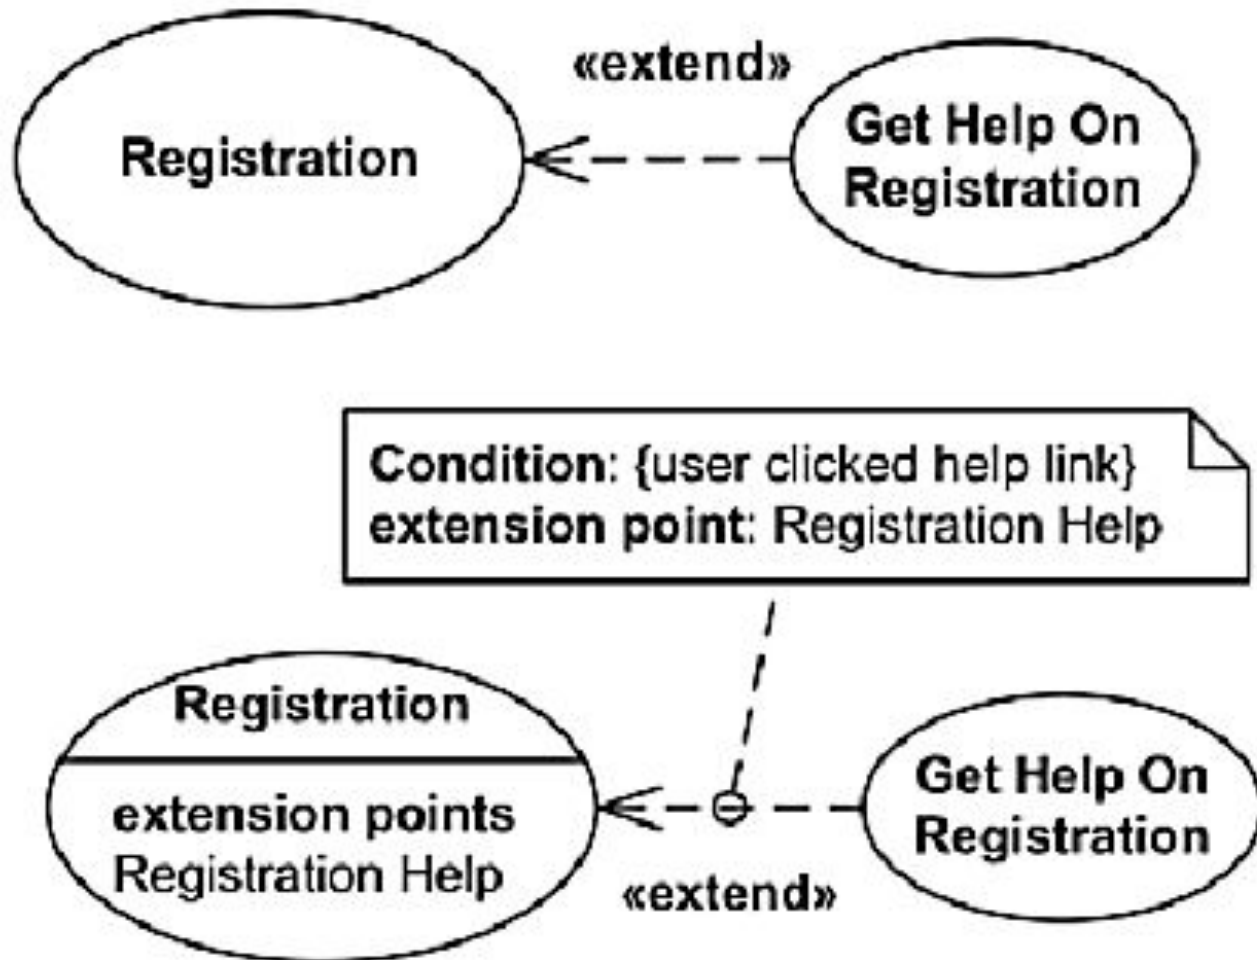 «extend»
Registration
Get Help On
Registration
Condition: {user clicked help link}
extension point: Registration Help
Registration
extension points
Registration Help
«extend»
Get Help On
Registration